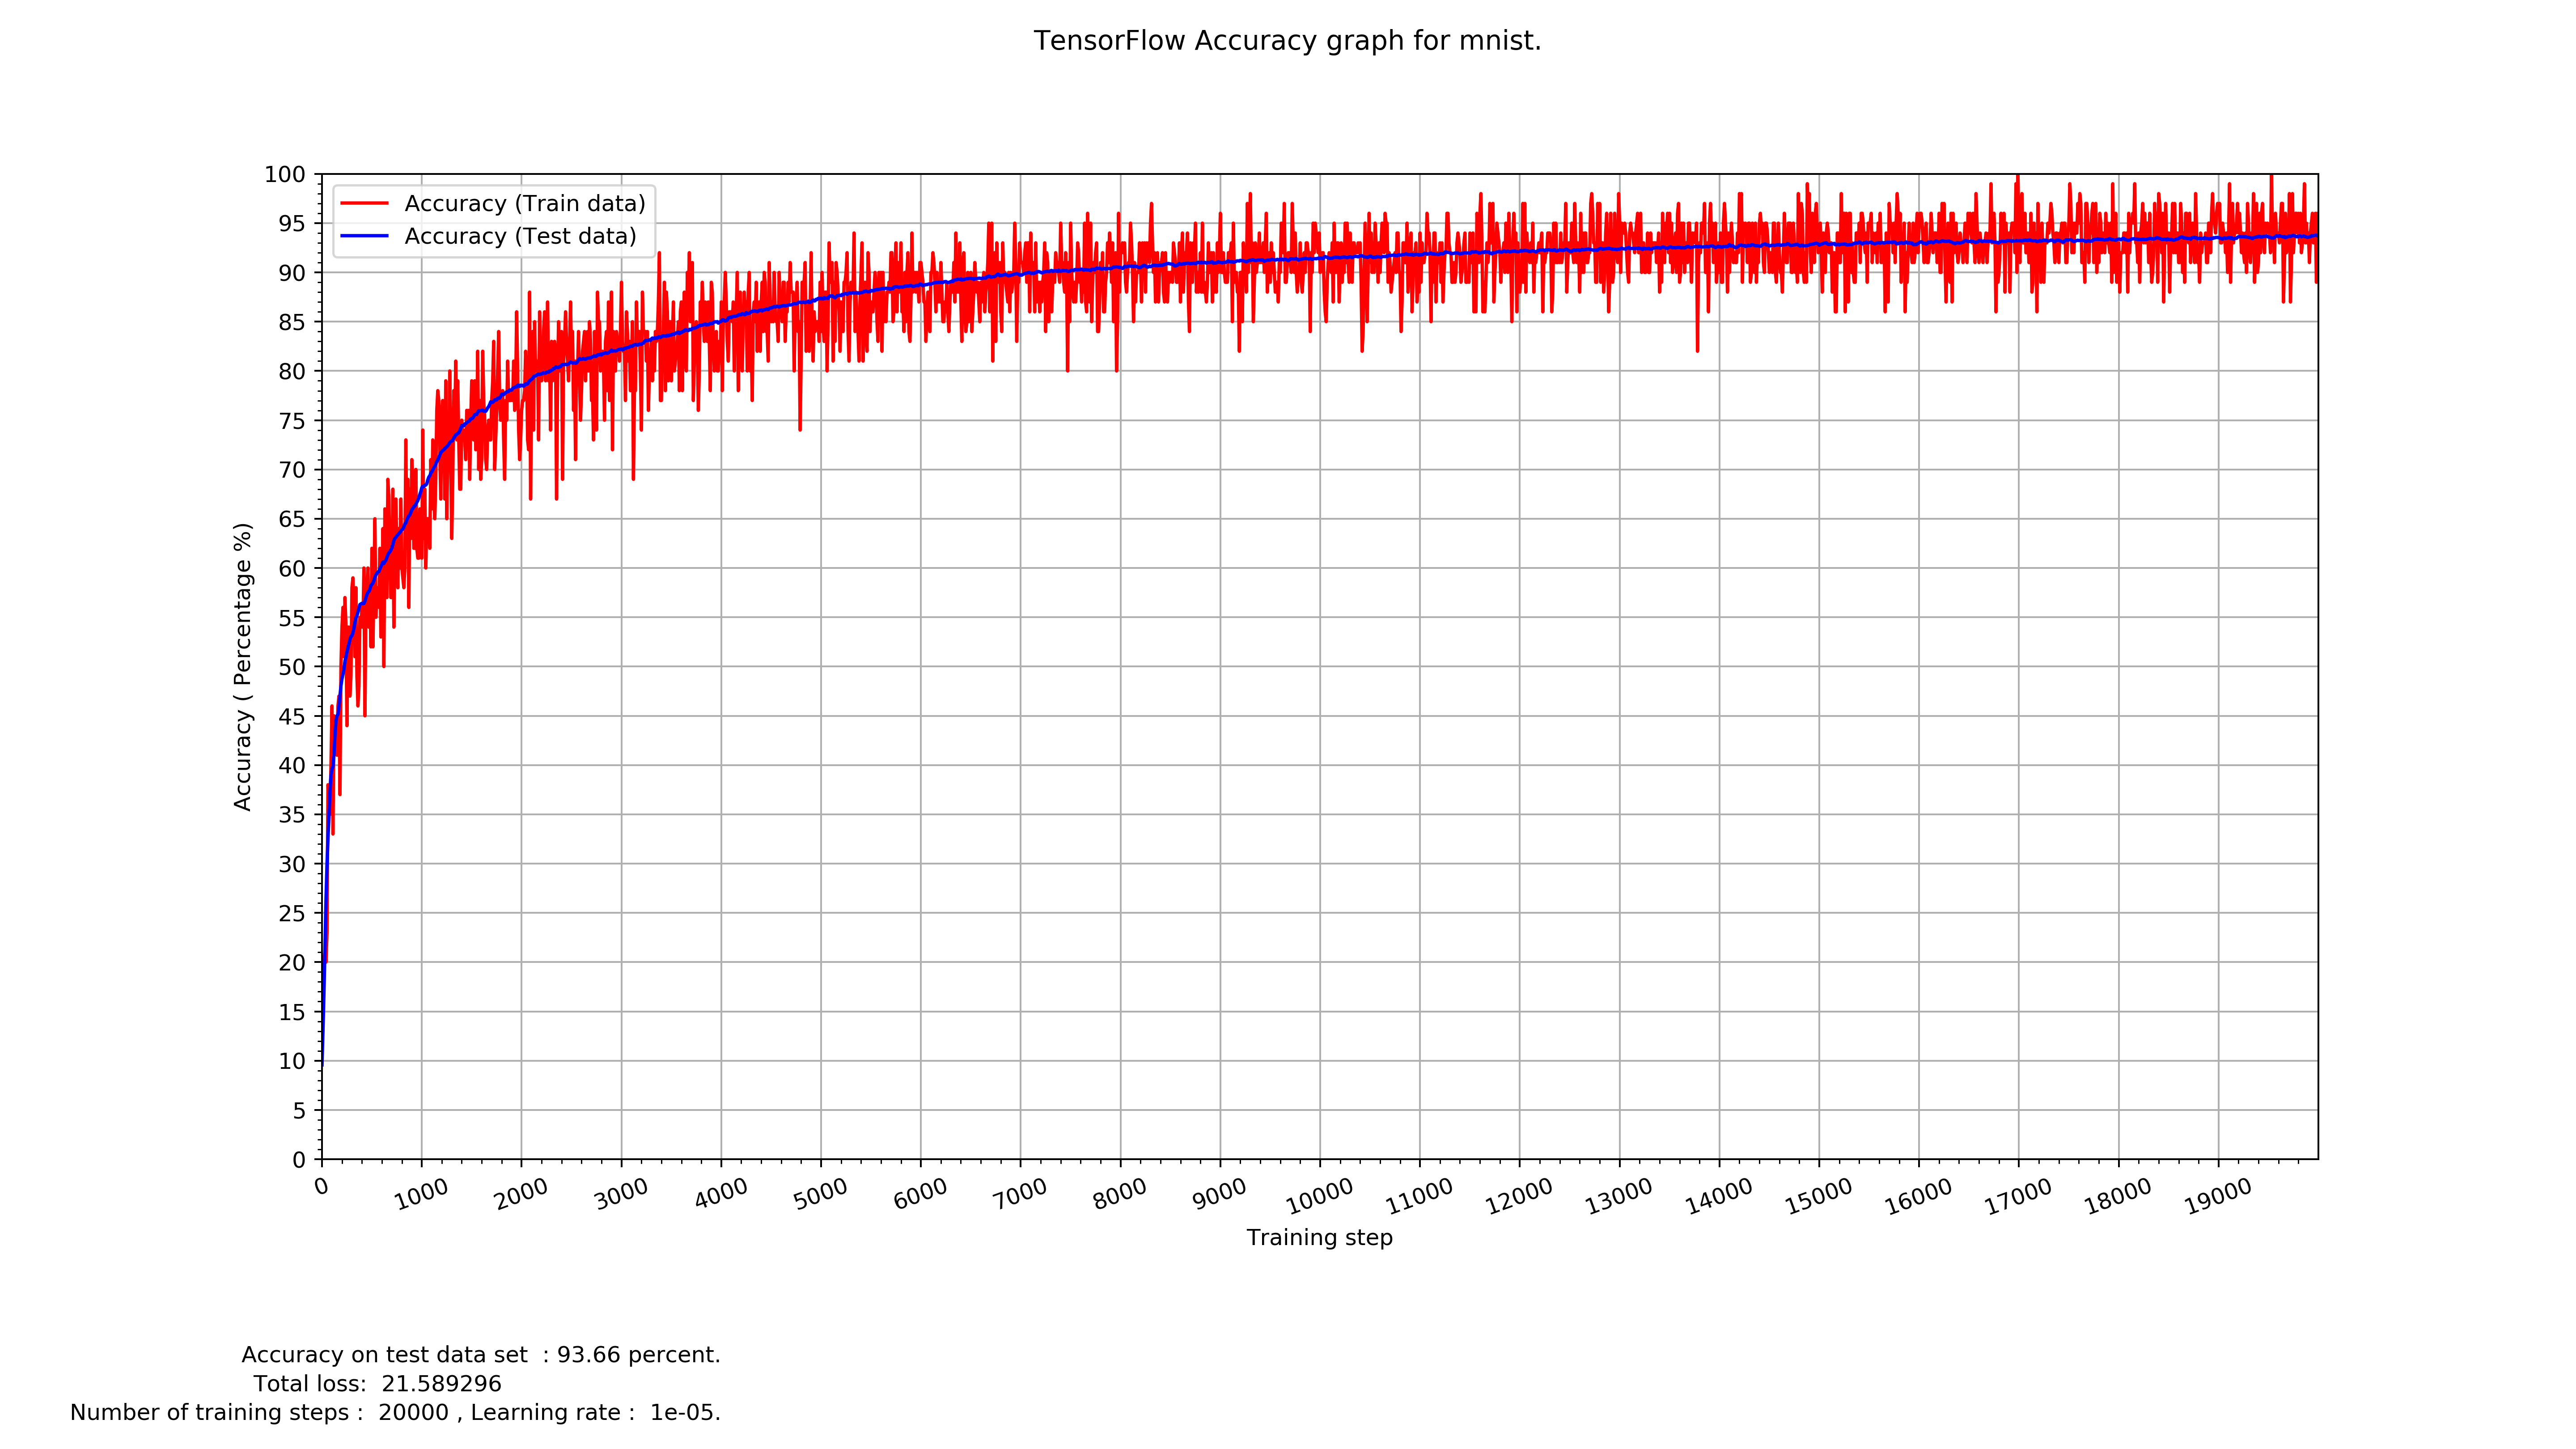 TensorFlow Accuracy graph for mnist.
Accuracy (Train data)
Accuracy (Test data)
100
95
90
85
80
75
70
65
60
55
50
45
40
35
30
25
20
15
10
5
0
Accuracy ( Percentage %)
0 1000 2000 3000 4000 5000 6000 7000 8000 9000 10000 11000 12000 13000 14000 15000 16000 17000 18000 19000
Training step
Accuracy on test data set  : 93.66 percent.
Total loss:  21.589296
Number of training steps :  20000 , Learning rate :  1e-05.